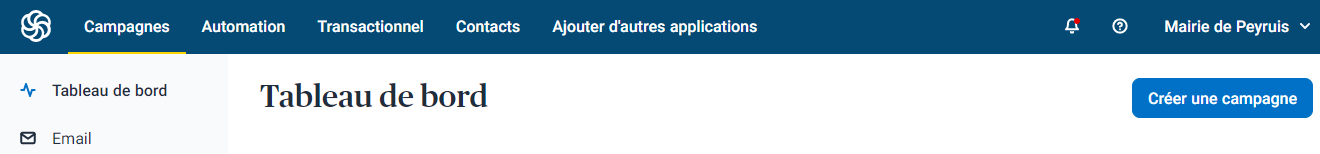 Campagnes Automation Transactionnel Contacts Ajouter d'autres applications Mairie de Peyruis
Tableau de bord
Tableau de bord
Créer une campagne
Email